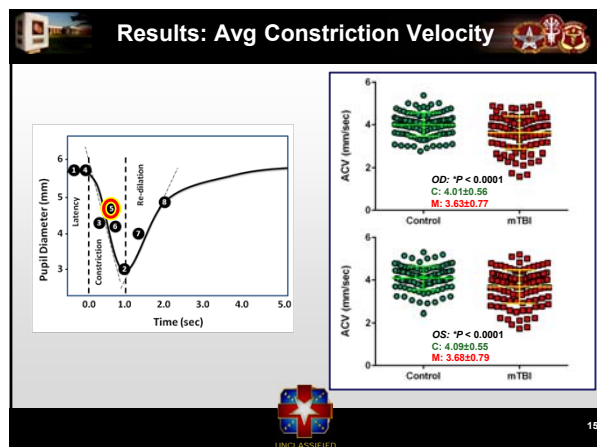 Results: Avg Constriction Velocity
Pupil Diameter (mm)
6
5
4
3
Latency
Constriction
Re-dilation
1
4
3
6
2
7
8
0.0 1.0 2.0 3.0 4.0 5.0
Time (sec)
ACV (mm/sec)
6
4
2
0
OD: *P < 0.0001
C: 4.01±0.56
M: 3.63±0.77
Control mTBI
ACV (mm/sec)
6
4
2
0
OS: *P < 0.0001
C: 4.09±0.55
M: 3.68±0.79
Control mTBI
UNCLASSIFIED
15